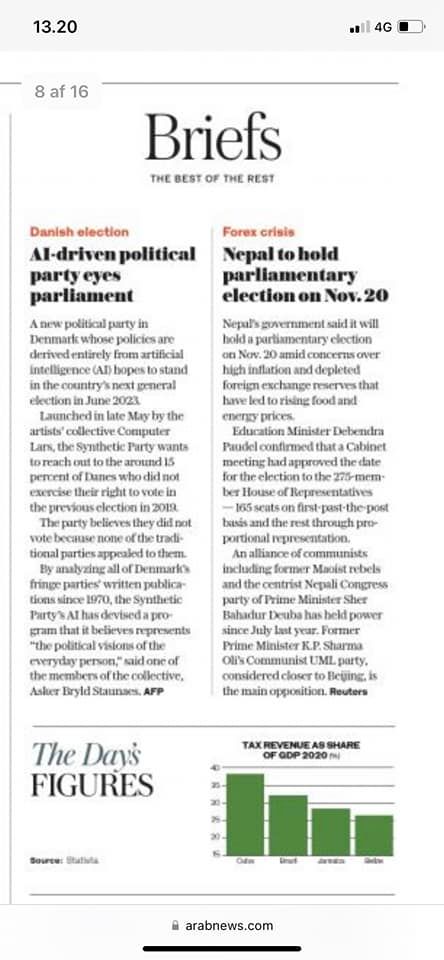 13.20
4G
8 af 16
Briefs
THE BEST OF THE REST
Danish election
AI-driven political
party eyes
parliament
A new political party in
Denmark whose policies are
derived entirely from artificial
intelligence (AI) hopes to stand
in the country's next general
election in June 2023.
Launched in late May by the
artists' collective Computer
Lars, the Synthetic Party wants
to reach out to the around 15
percent of Danes who did not
exercise their right to vote in
the previous election in 2019.
The party believes they did not
vote because none of the tradi-
tional parties appealed to them.
By analyzing all of Denmark's
fringe parties' written publica-
tions since 1970, the Synthetic
Party's AI has devised a pro-
gram that it believes represents
"the political visions of the
everyday person," said one of
the members of the collective,
Asker Bryld Staunæs. AFP
Forex crisis
Nepal to hold
parliamentary
election on Nov. 20
Nepal's government said it will
hold a parliamentary election
on Nov. 20 amid concerns over
high inflation and depleted
foreign exchange reserves that
have led to rising food and
energy prices.
Education Minister Debendra
Paudel confirmed that a Cabinet
meeting had approved the date
for the election to the 275-mem-
ber House of Representatives
— 165 seats on first-past-the-post
basis and the rest through pro-
portional representation.
An alliance of communists
including former Maoist rebels
and the centrist Nepali Congress
party of Prime Minister Sher
Bahadur Deuba has held power
since July last year. Former
Prime Minister K.P. Sharma
Oli's Communist UML party,
considered closer to Beijing, is
the main opposition. Reuters
The Day's
FIGURES
Source: Statista
TAX REVENUE AS SHARE
OF GDP 2020 (%)
40
35
30
25
20
15
Cuba Brazil Jamaica Belize
arabnews.com